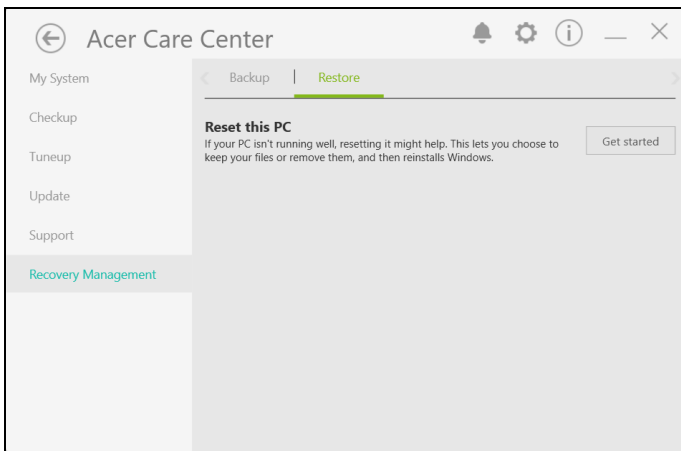 Acer Care Center
My System
Checkup
Tuneup
Update
Support
Recovery Management
Backup | Restore
Reset this PC
If your PC isn't running well, resetting it might help. This lets you choose to
keep your files or remove them, and then reinstalls Windows.
Get started